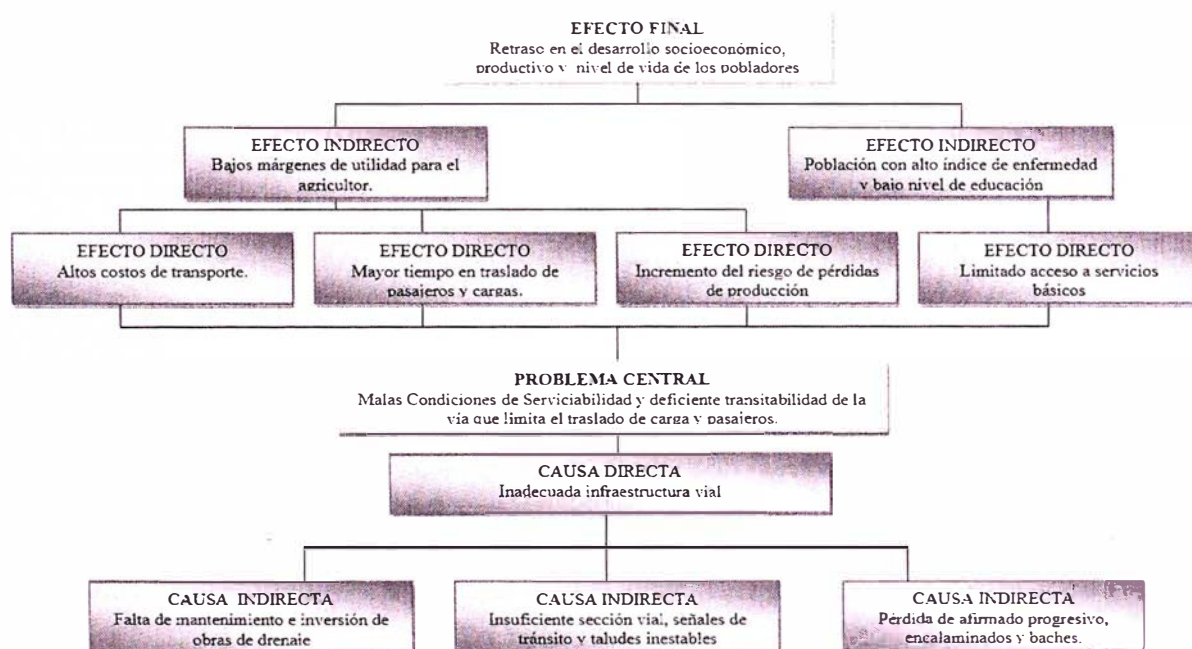 EFECTO FINAL
Retraso en el desarrollo socioeconómico,
productivo y nivel de vida de los pobladores
EFECTO INDIRECTO
Bajos márgenes de utilidad para el
agricultor.
EFECTO INDIRECTO
Población con alto índice de enfermedad
y bajo nivel de educación
EFECTO DIRECTO
Altos costos de transporte.
EFECTO DIRECTO
Mayor tiempo en traslado de
pasajeros y cargas.
EFECTO DIRECTO
Incremento del riesgo de pérdidas
de producción
EFECTO DIRECTO
Limitado acceso a servicios
básicos
PROBLEMA CENTRAL
Malas Condiciones de Serviciabilidad y deficiente transitabilidad de la
vía que limita el traslado de carga y pasajeros.
CAUSA DIRECTA
Inadecuada infraestructura vial
CAUSA INDIRECTA
Falta de mantenimiento e inversión de
obras de drenaje
CAUSA INDIRECTA
Insuficiente sección vial, señales de
tránsito y taludes inestables
CAUSA INDIRECTA
Pérdida de afirmado progresivo,
encalaminados y baches.